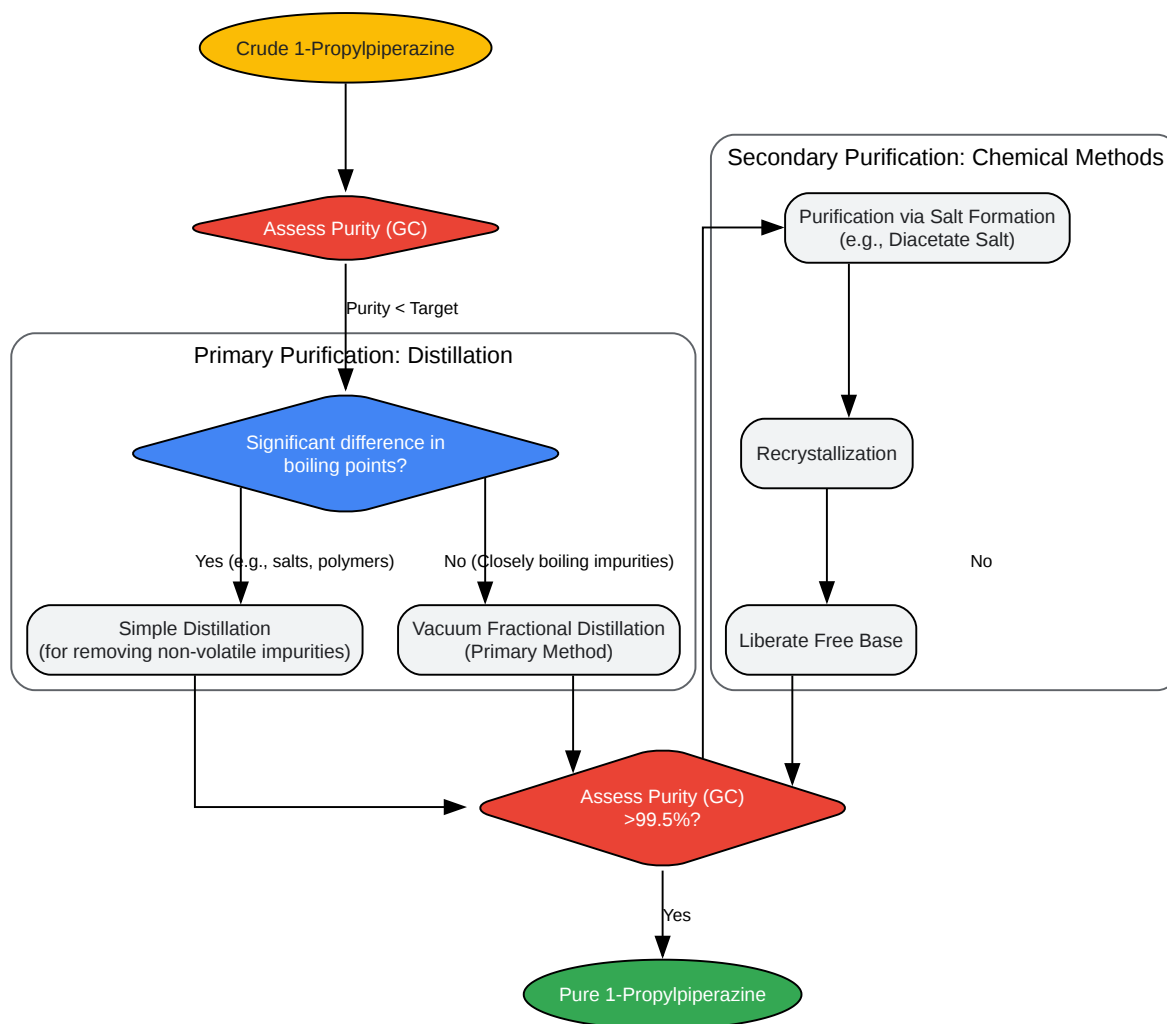 Crude 1-Propylpiperazine
Assess Purity (GC)
Purity < Target
Primary Purification: Distillation
Significant difference in
boiling points?
Yes (e.g., salts, polymers)
No (Closely boiling impurities)
Simple Distillation
(for removing non-volatile impurities)
Vacuum Fractional Distillation
(Primary Method)
Secondary Purification: Chemical Methods
Purification via Salt Formation
(e.g., Diacetate Salt)
Recrystallization
No
Liberate Free Base
Assess Purity (GC)
>99.5%?
Yes
Pure 1-Propylpiperazine